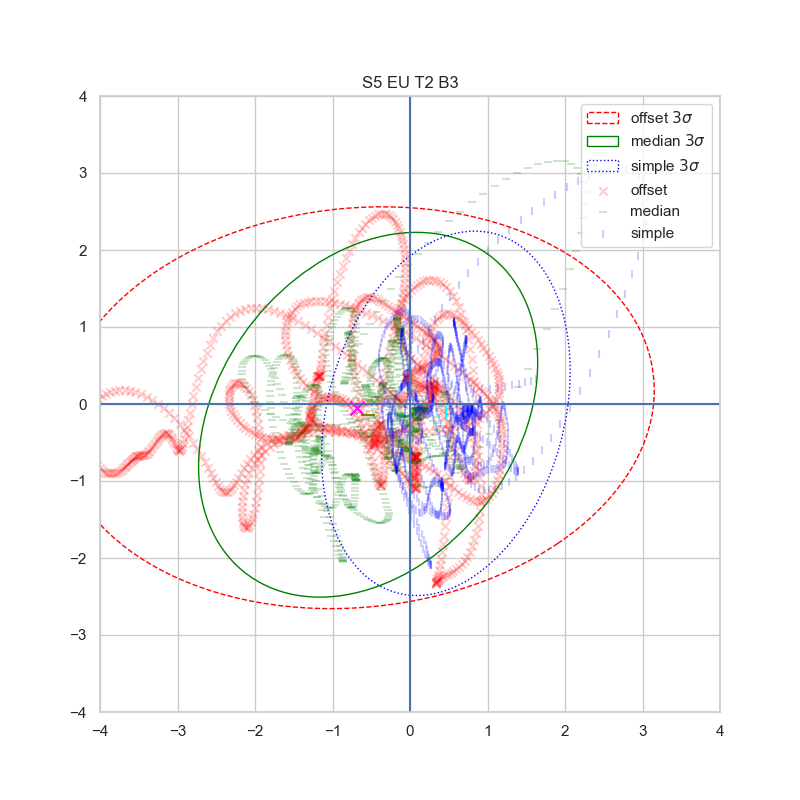 S5 EU T2 B3
offset 3σ
median 3σ
simple 3σ
offset
median
simple
4
3
2
1
0
−1
−2
−3
−4
−4 −3 −2 −1 0 1 2 3 4